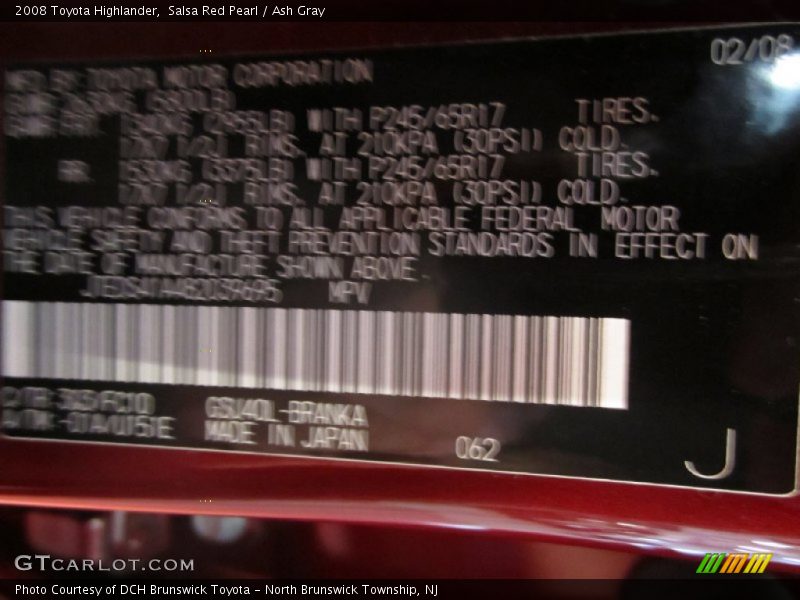 2008 Toyota Highlander,  Salsa Red Pearl / Ash Gray
02/08
MFD BY TOYOTA MOTOR CORPORATION
WITH P245/65R17 TIRES.
RIMS. AT 210KPA (30PSI) COLD.
RR. WITH P245/65R17 TIRES.
RIMS. AT 210KPA (30PSI) COLD.
THIS VEHICLE CONFORMS TO ALL APPLICABLE FEDERAL MOTOR
VEHICLE SAFETY AND THEFT PREVENTION STANDARDS IN EFFECT ON
THE DATE OF MANUFACTURE SHOWN ABOVE.
MPV
GSU40L-BRANKA
MADE IN JAPAN
062
J
GTCARLOT.COM
Photo Courtesy of DCH Brunswick Toyota – North Brunswick Township, NJ